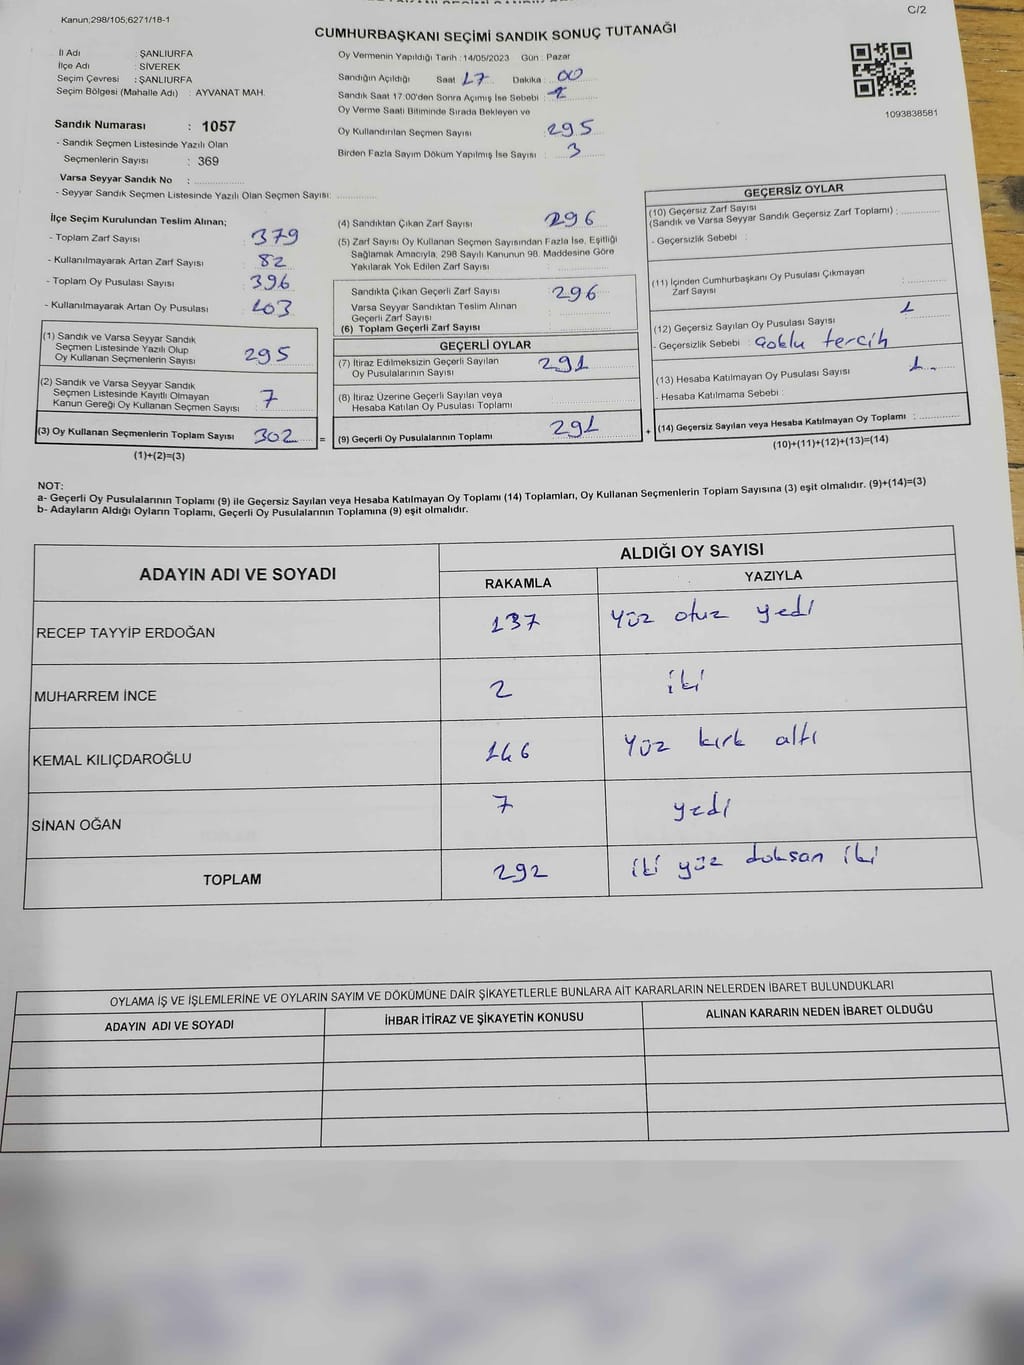 C/2
Kanun;298/105;6271/18-1
CUMHURBAŞKANI SEÇİMİ SANDIK SONUÇ TUTANAĞI
İl Adı : ŞANLIURFA
İlçe Adı : SİVEREK
Seçim Çevresi : ŞANLIURFA
Seçim Bölgesi (Mahalle Adı) : AYVANAT MAH.
Sandık Numarası : 1057
- Sandık Seçmen Listesinde Yazılı Olan
Seçmenlerin Sayısı : 369
Varsa Seyyar Sandık No :
- Seyyar Sandık Seçmen Listesinde Yazılı Olan Seçmen Sayısı:
Oy Vermenin Yapıldığı Tarih : 14/05/2023 Gün : Pazar
Sandığın Açıldığı Saat 17 Dakika : 00
Sandık Saat 17:00'den Sonra Açımış İse Sebebi :
Oy Verme Saati Bitiminde Sırada Bekleyen ve
Oy Kullandırılan Seçmen Sayısı : 295
Birden Fazla Sayım Döküm Yapılmış İse Sayısı : 3
1093838581
İlçe Seçim Kurulundan Teslim Alınan;
- Toplam Zarf Sayısı : 379
- Kullanılmayarak Artan Zarf Sayısı : 82
- Toplam Oy Pusulası Sayısı : 396
- Kullanılmayarak Artan Oy Pusulası : 103
(1) Sandık ve Varsa Seyyar Sandık
Seçmen Listesinde Yazılı Olup
Oy Kullanan Seçmenlerin Sayısı : 295
(2) Sandık ve Varsa Seyyar Sandık
Seçmen Listesinde Kayıtlı Olmayan
Kanun Gereği Oy Kullanan Seçmen Sayısı : 7
(3) Oy Kullanan Seçmenlerin Toplam Sayısı : 302
(1)+(2)=(3)
(4) Sandıktan Çıkan Zarf Sayısı : 296
(5) Zarf Sayısı Oy Kullanan Seçmen Sayısından Fazla İse, Eşitliği
Sağlamak Amacıyla, 298 Sayılı Kanunun 98. Maddesine Göre
Yakılarak Yok Edilen Zarf Sayısı :
Sandıkta Çıkan Geçerli Zarf Sayısı : 296
Varsa Seyyar Sandıktan Teslim Alınan
Geçerli Zarf Sayısı :
(6) Toplam Geçerli Zarf Sayısı :
GEÇERLİ OYLAR
(7) İtiraz Edilmeksizin Geçerli Sayılan
Oy Pusulalarının Sayısı : 291
(8) İtiraz Üzerine Geçerli Sayılan veya
Hesaba Katılan Oy Pusulası Toplamı :
= (9) Geçerli Oy Pusulalarının Toplamı : 291
GEÇERSİZ OYLAR
(10) Geçersiz Zarf Sayısı
(Sandık ve Varsa Seyyar Sandık Geçersiz Zarf Toplamı) :
- Geçersizlik Sebebi :
(11) İçinden Cumhurbaşkanı Oy Pusulası Çıkmayan
Zarf Sayısı :
(12) Geçersiz Sayılan Oy Pusulası Sayısı : 1
- Geçersizlik Sebebi : Çoklu tercih
(13) Hesaba Katılmayan Oy Pusulası Sayısı : 1
- Hesaba Katılmama Sebebi :
+ (14) Geçersiz Sayılan veya Hesaba Katılmayan Oy Toplamı :
(10)+(11)+(12)+(13)=(14)
NOT:
a- Geçerli Oy Pusulalarının Toplamı (9) ile Geçersiz Sayılan veya Hesaba Katılmayan Oy Toplamı (14) Toplamları, Oy Kullanan Seçmenlerin Toplam Sayısına (3) eşit olmalıdır. (9)+(14)=(3)
b- Adayların Aldığı Oyların Toplamı, Geçerli Oy Pusulalarının Toplamına (9) eşit olmalıdır.
ADAYIN ADI VE SOYADI
ALDIĞI OY SAYISI
RAKAMLA YAZIYLA
RECEP TAYYİP ERDOĞAN 137 Yüz otuz yedi
MUHARREM İNCE 2 iki
KEMAL KILIÇDAROĞLU 146 Yüz kırk altı
SİNAN OĞAN 7 yedi
TOPLAM 292 iki yüz doksan iki
OYLAMA İŞ VE İŞLEMLERİNE VE OYLARIN SAYIM VE DÖKÜMÜNE DAİR ŞİKAYETLERLE BUNLARA AİT KARARLARIN NELERDEN İBARET BULUNDUKLARI
ADAYIN ADI VE SOYADI İHBAR İTİRAZ VE ŞİKAYETİN KONUSU ALINAN KARARIN NEDEN İBARET OLDUĞU